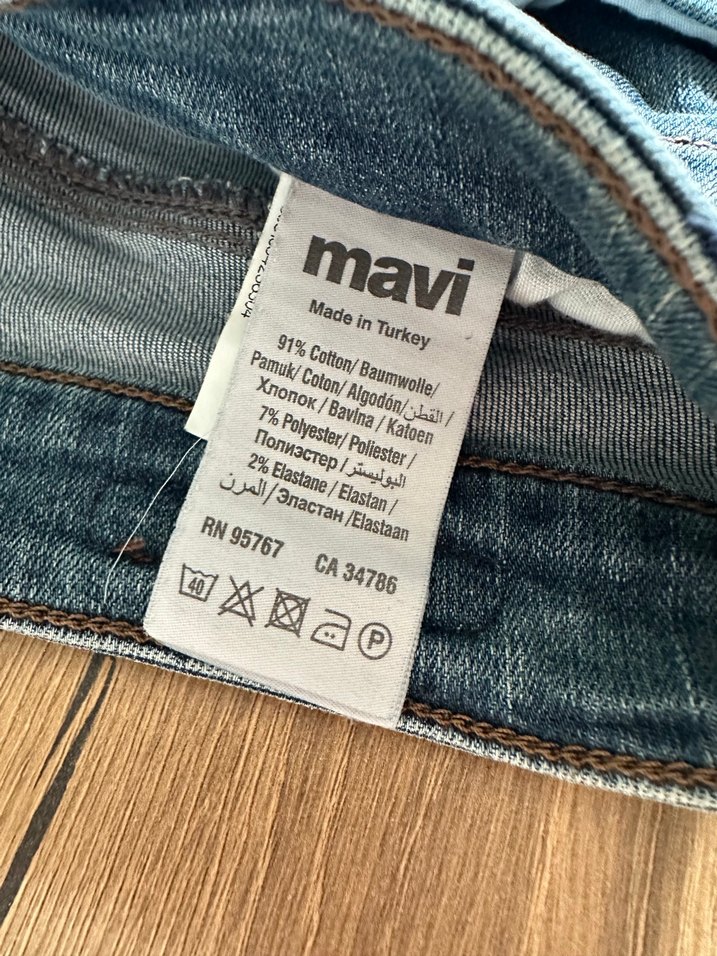 mavi
Made in Turkey
91% Cotton/ Baumwolle/
Pamuk/ Coton/ Algodón/القطن/
Хлопок / Bavlna / Katoen
7% Polyester/ Poliester /
Полиэстер /البوليستر/
2% Elastane / Elastan /
المرن/Эластан /Elastaan
RN 95767 CA 34786
40 P